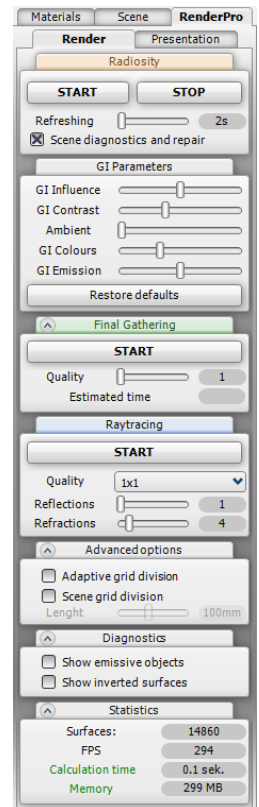 Materials Scene RenderPro
Render Presentation
Radiosity
START STOP
Refreshing 2s
Scene diagnostics and repair
GI Parameters
GI Influence
GI Contrast
Ambient
GI Colours
GI Emission
Restore defaults
Final Gathering
START
Quality 1
Estimated time
Raytracing
START
Quality 1x1
Reflections 1
Refractions 4
Advanced options
Adaptive grid division
Scene grid division
Lenght 100mm
Diagnostics
Show emissive objects
Show inverted surfaces
Statistics
Surfaces: 14860
FPS 294
Calculation time 0.1 sek.
Memory 299 MB